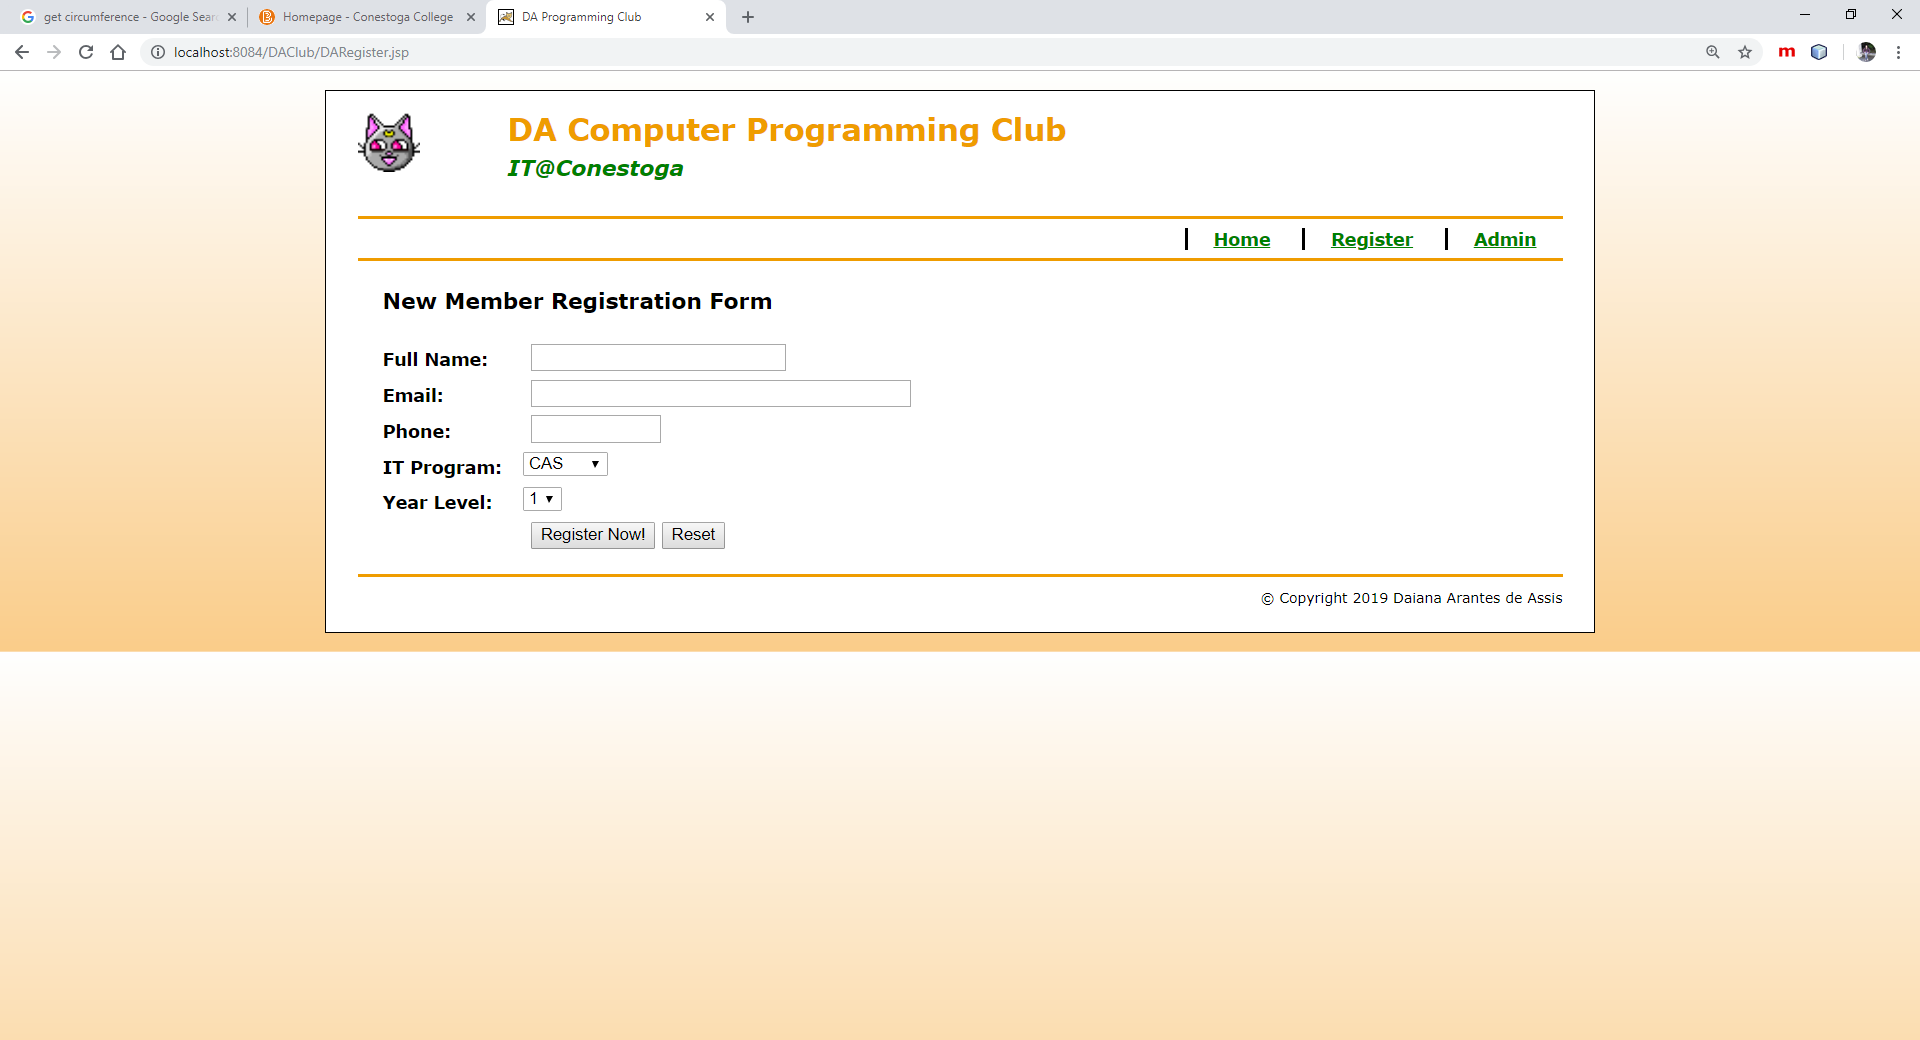 get circumference - Google Sear
Homepage - Conestoga College
DA Programming Club
localhost:8084/DAClub/DARegister.jsp
m
DA Computer Programming Club
IT@Conestoga
Home
Register
Admin
New Member Registration Form
Full Name:
Email:
Phone:
IT Program: CAS
Year Level: 1
Register Now! Reset
© Copyright 2019 Daiana Arantes de Assis